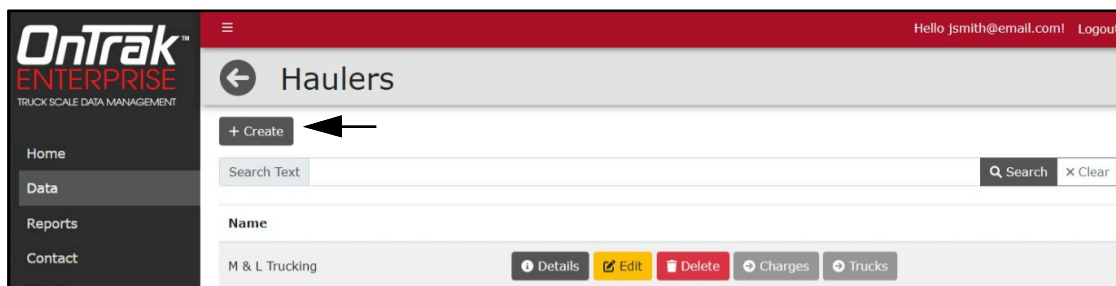 OnTrak™
ENTERPRISE
TRUCK SCALE DATA MANAGEMENT
Home
Data
Reports
Contact
Hello jsmith@email.com! Logout
Haulers
+ Create
Search Text Search × Clear
Name
M & L Trucking Details Edit Delete Charges Trucks